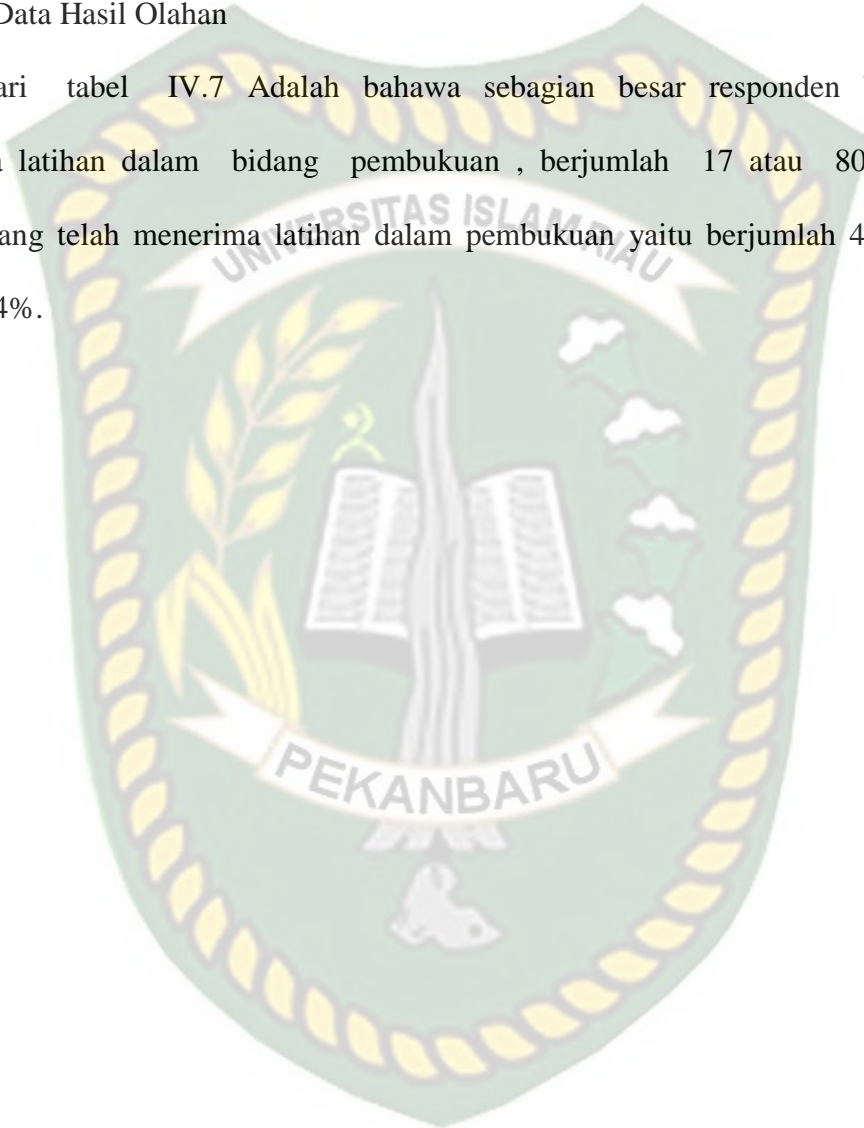 Data Hasil Olahan
ari tabel IV.7 Adalah bahawa sebagian besar responden
latihan dalam bidang pembukuan , berjumlah 17 atau 80
ang telah menerima latihan dalam pembukuan yaitu berjumlah 4
4%.
UNIVERSITAS ISLAM RIAU
PEKANBARU